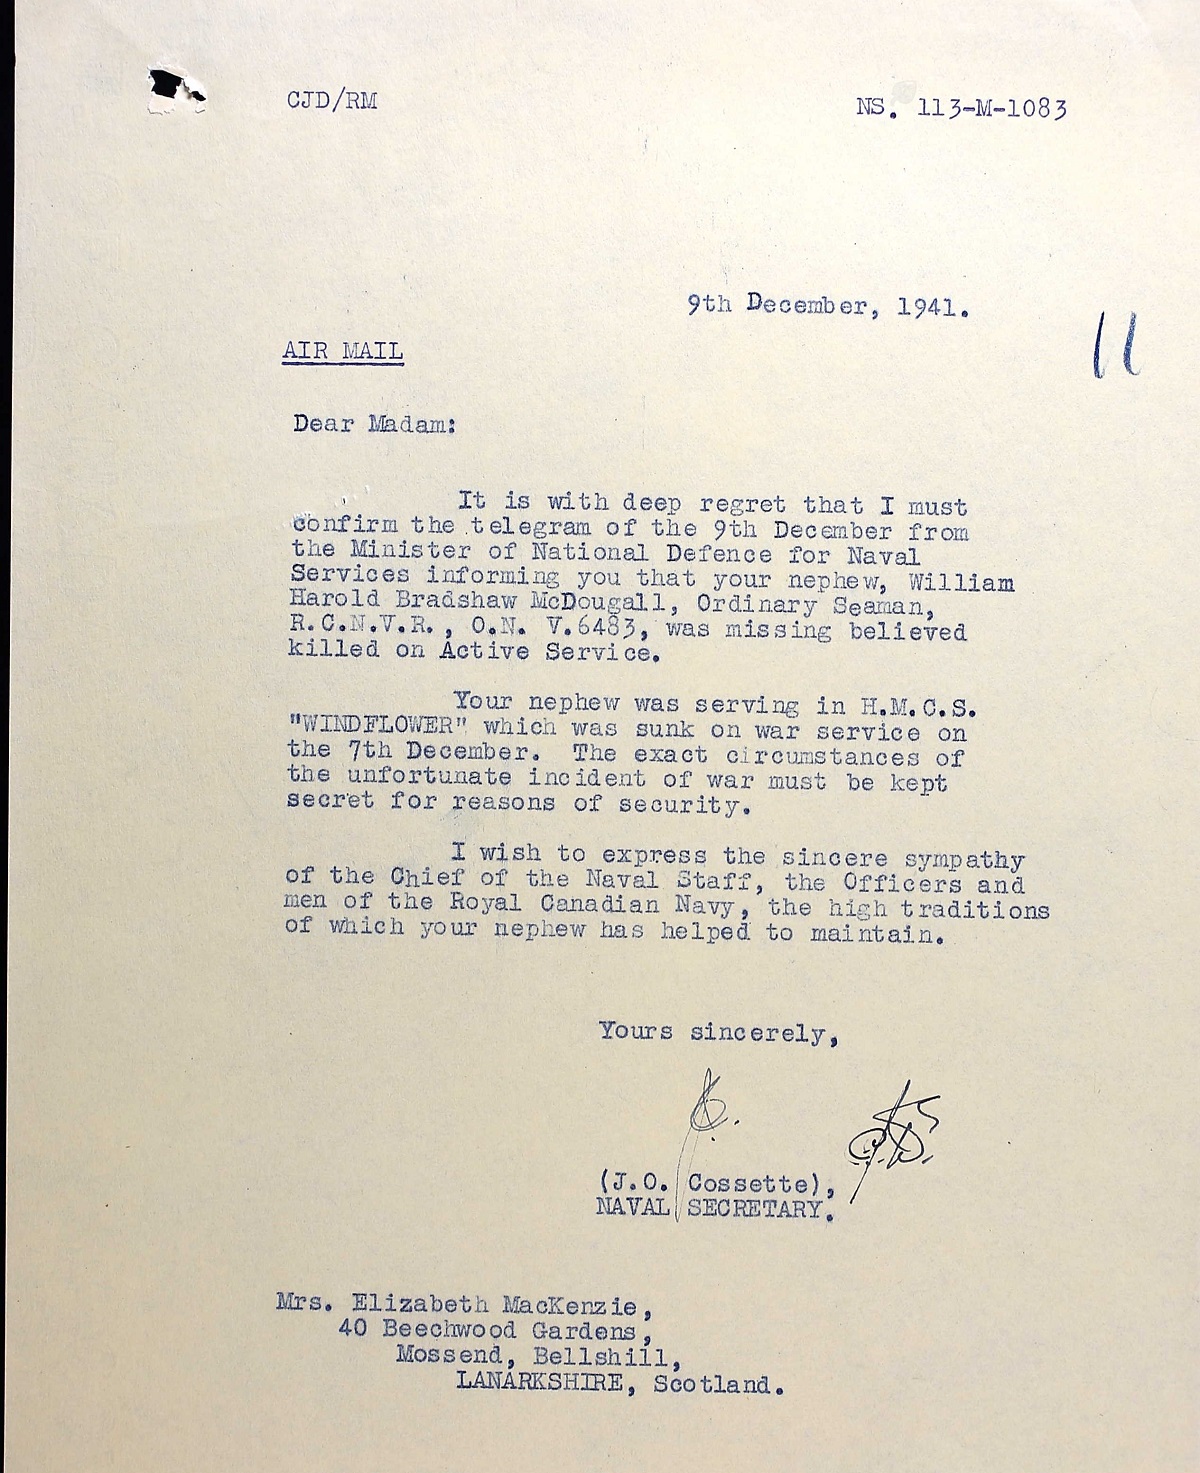 CJD/RM
NS. 113-M-1083
9th December, 1941.
11
AIR MAIL
Dear Madam:
It is with deep regret that I must
confirm the telegram of the 9th December from
the Minister of National Defence for Naval
Services informing you that your nephew, William
Harold Bradshaw McDougall, Ordinary Seaman,
R.C.N.V.R., O.N. V.6483, was missing believed
killed on Active Service.
Your nephew was serving in H.M.C.S.
"WINDFLOWER" which was sunk on war service on
the 7th December. The exact circumstances of
the unfortunate incident of war must be kept
secret for reasons of security.
I wish to express the sincere sympathy
of the Chief of the Naval Staff, the Officers and
men of the Royal Canadian Navy, the high traditions
of which your nephew has helped to maintain.
Yours sincerely,
(J.O. Cossette),
NAVAL SECRETARY.
Mrs. Elizabeth MacKenzie,
40 Beechwood Gardens,
Mossend, Bellshill,
LANARKSHIRE, Scotland.